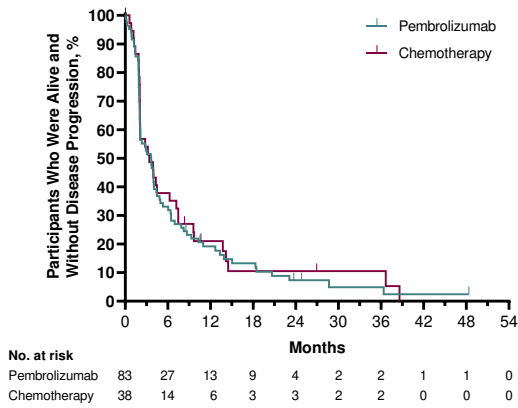 Participants Who Were Alive and
Without Disease Progression, %
100
90
80
70
60
50
40
30
20
10
0
Pembrolizumab
Chemotherapy
0 6 12 18 24 30 36 42 48 54
Months
No. at risk
Pembrolizumab 83 27 13 9 4 2 2 1 1 0
Chemotherapy 38 14 6 3 3 2 2 0 0 0